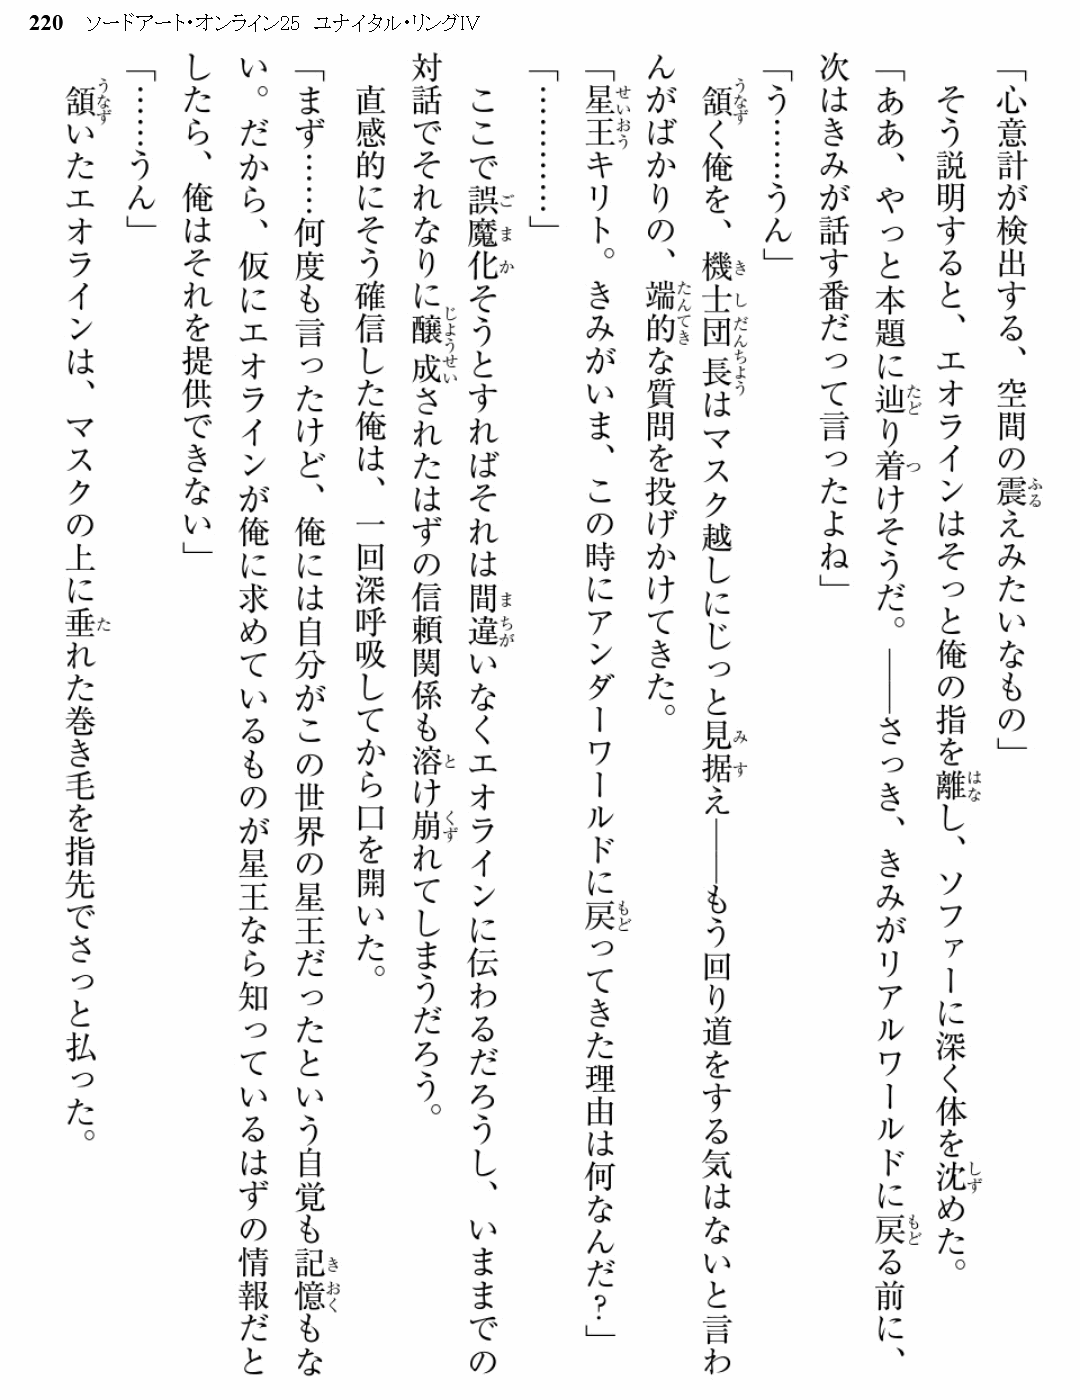 220 ソードアート・オンライン25 ユナイタル・リングⅣ
「心意計が検出する、空間の震えみたいなもの」
そう説明すると、エオラインはそっと俺の指を離し、ソファーに深く体を沈めた。
「ああ、やっと本題に辿り着けそうだ。――さっき、きみがリアルワールドに戻る前に、
次はきみが話す番だって言ったよね」
「う……うん」
頷く俺を、機士団長はマスク越しにじっと見据え――もう回り道をする気はないと言わ
んがばかりの、端的な質問を投げかけてきた。
「星王キリト。きみがいま、この時にアンダーワールドに戻ってきた理由は何なんだ?」
「…………」
ここで誤魔化そうとすればそれは間違いなくエオラインに伝わるだろうし、いままでの
対話でそれなりに醸成されたはずの信頼関係も溶け崩れてしまうだろう。
直感的にそう確信した俺は、一回深呼吸してから口を開いた。
「まず……何度も言ったけど、俺には自分がこの世界の星王だったという自覚も記憶もな
い。だから、仮にエオラインが俺に求めているものが星王なら知っているはずの情報だと
したら、俺はそれを提供できない」
「……うん」
頷いたエオラインは、マスクの上に垂れた巻き毛を指先でさっと払った。